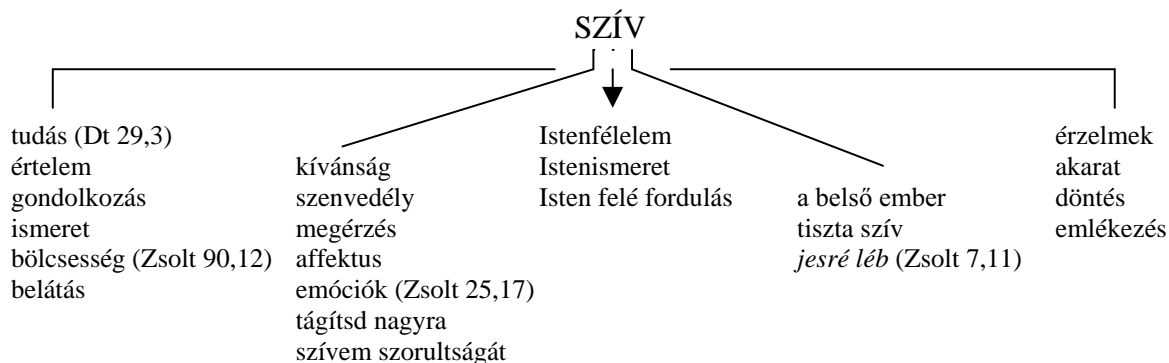 SZÍV
tudás (Dt 29,3)
értelem
gondolkozás
ismeret
bölcsesség (Zsolt 90,12)
belátás
kívánság
szenvedély
megérzés
affektus
emóciók (Zsolt 25,17)
tágítsd nagyra
szívem szorultságát
Istenfélelem
Istenismeret
Isten felé fordulás
a belső ember
tiszta szív
jesré léb (Zsolt 7,11)
érzelmek
akarat
döntés
emlékezés